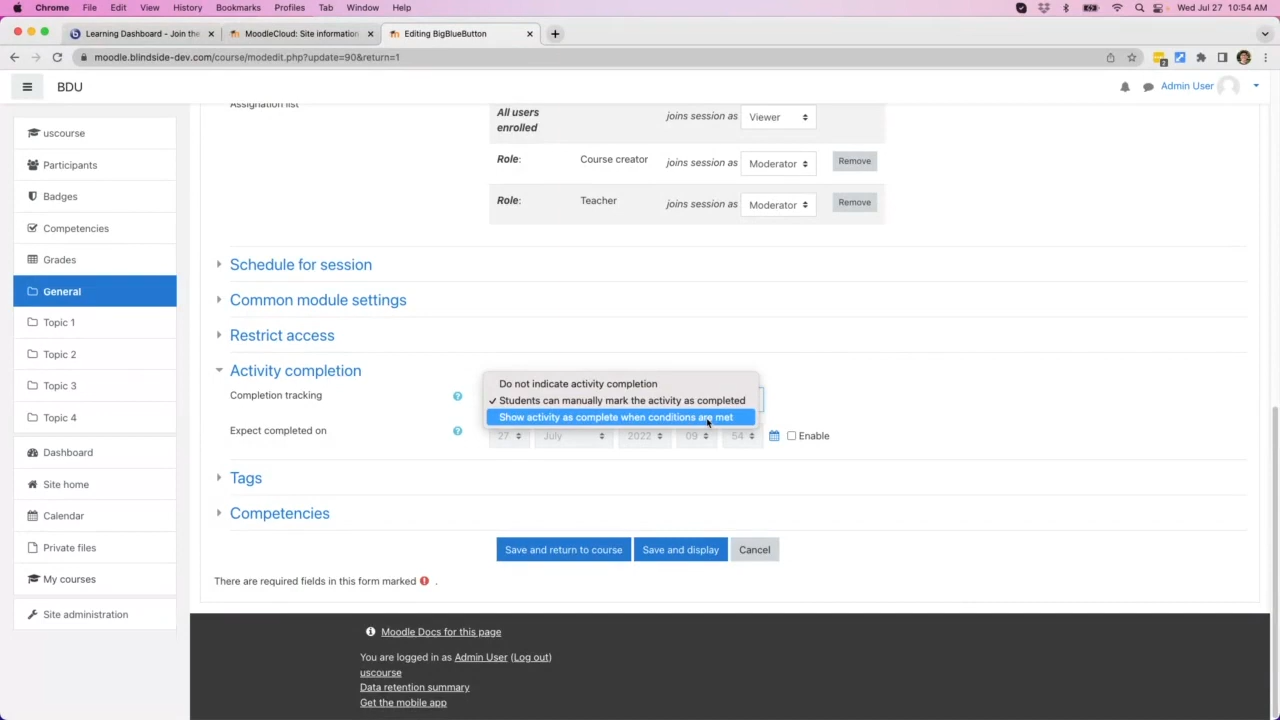 Chrome File Edit View History Bookmarks Profiles Tab Window Help Wed Jul 27 10:54 AM
Learning Dashboard - Join the MoodleCloud: Site information Editing BigBlueButton
moodle.blindside-dev.com/course/modedit.php?update=90&return=1
BDU Admin User
Assignation list
All users enrolled joins session as Viewer
Role: Course creator joins session as Moderator Remove
Role: Teacher joins session as Moderator Remove
uscourse
Participants
Badges
Competencies
Grades
General
Topic 1
Topic 2
Topic 3
Topic 4
Dashboard
Site home
Calendar
Private files
My courses
Site administration
Schedule for session
Common module settings
Restrict access
Activity completion
Completion tracking
Do not indicate activity completion
✓ Students can manually mark the activity as completed
Show activity as complete when conditions are met
Expect completed on 27 July 2022 09 54 Enable
Tags
Competencies
Save and return to course Save and display Cancel
There are required fields in this form marked .
Moodle Docs for this page
You are logged in as Admin User (Log out)
uscourse
Data retention summary
Get the mobile app